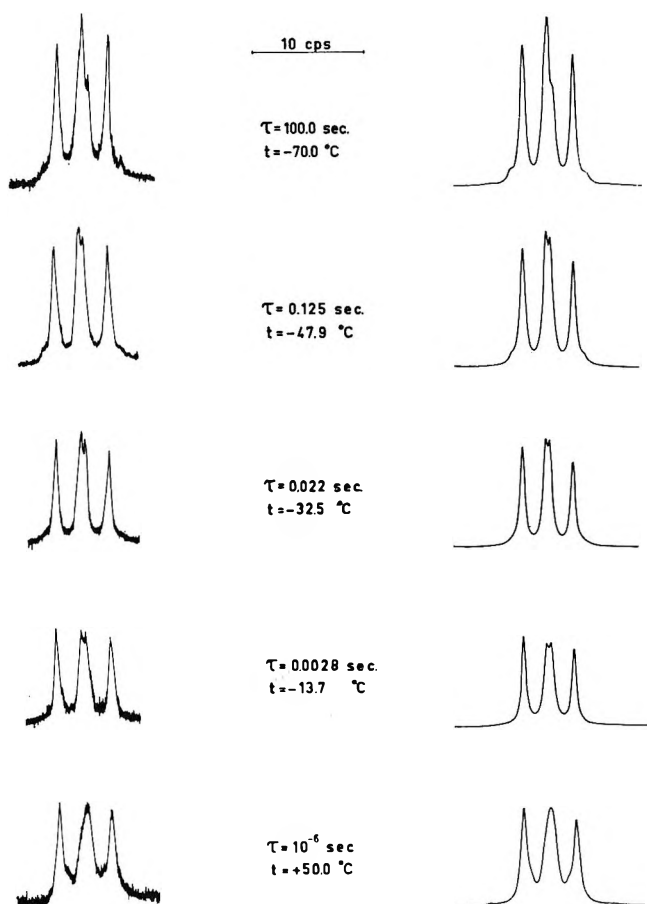 10 cps
τ=100.0 sec.
t=-70.0 °C
τ=0.125 sec.
t=-47.9 °C
τ=0.022 sec.
t=-32.5 °C
τ=0.0028 sec.
t=-13.7 °C
τ=10⁻⁶ sec
t=+50.0 °C